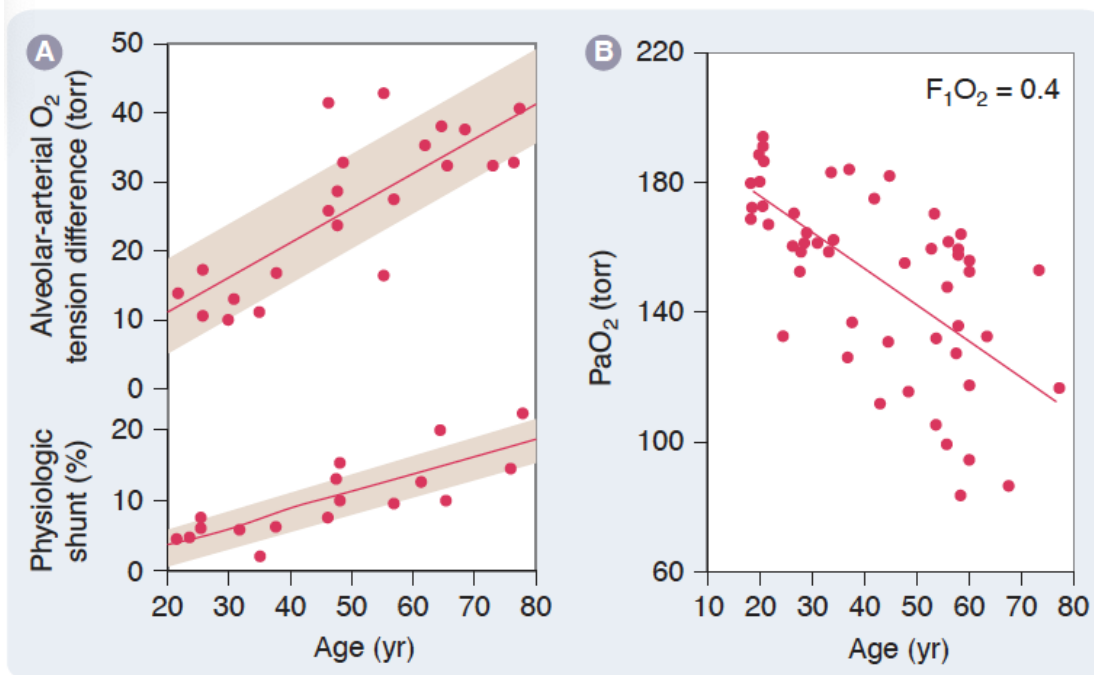 A
Alveolar-arterial O₂
tension difference (torr)
50
40
30
20
10
0
Physiologic
shunt (%)
20
10
0
20 30 40 50 60 70 80
Age (yr)
B
F₁O₂ = 0.4
PaO₂ (torr)
220
180
140
100
60
10 20 30 40 50 60 70 80
Age (yr)